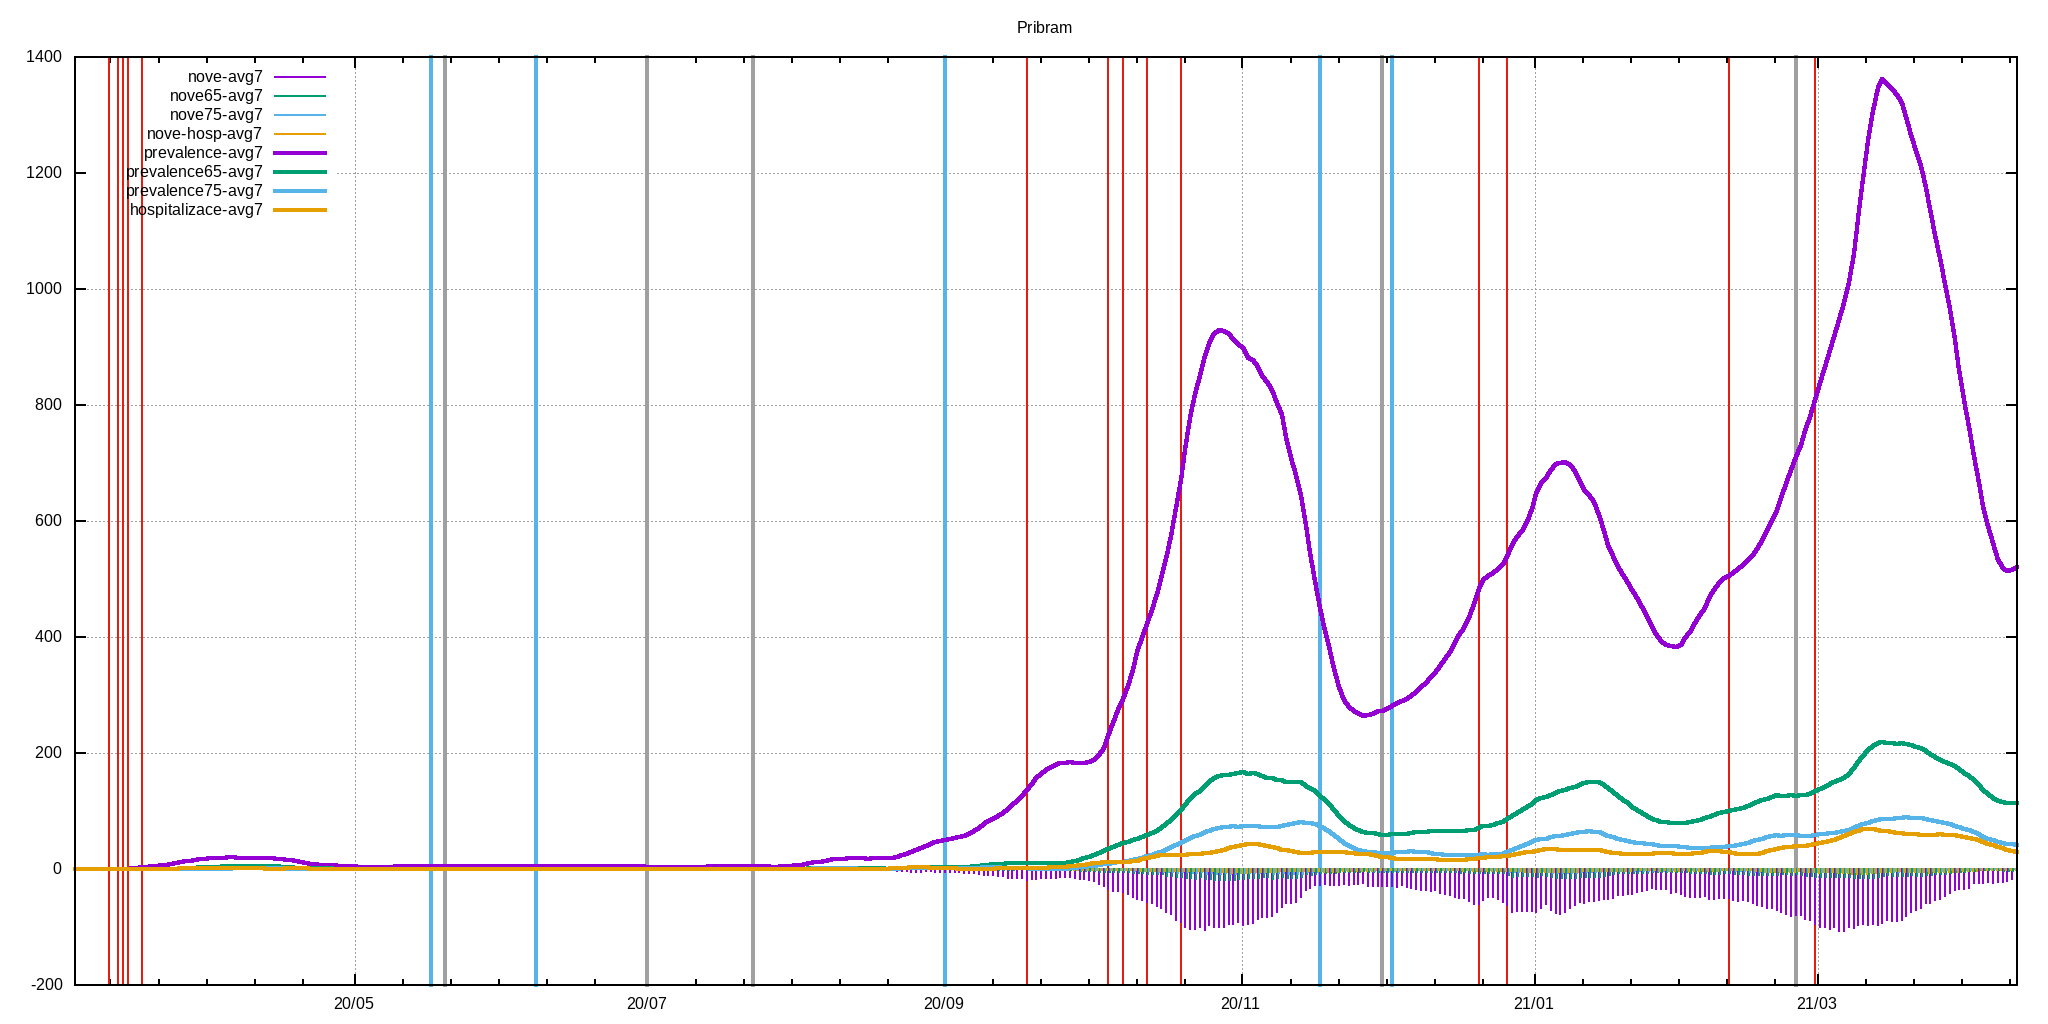 Pribram
1400
1200
1000
800
600
400
200
0
-200
nove-avg7
nove65-avg7
nove75-avg7
nove-hosp-avg7
prevalence-avg7
prevalence65-avg7
prevalence75-avg7
hospitalizace-avg7
20/05 20/07 20/09 20/11 21/01 21/03